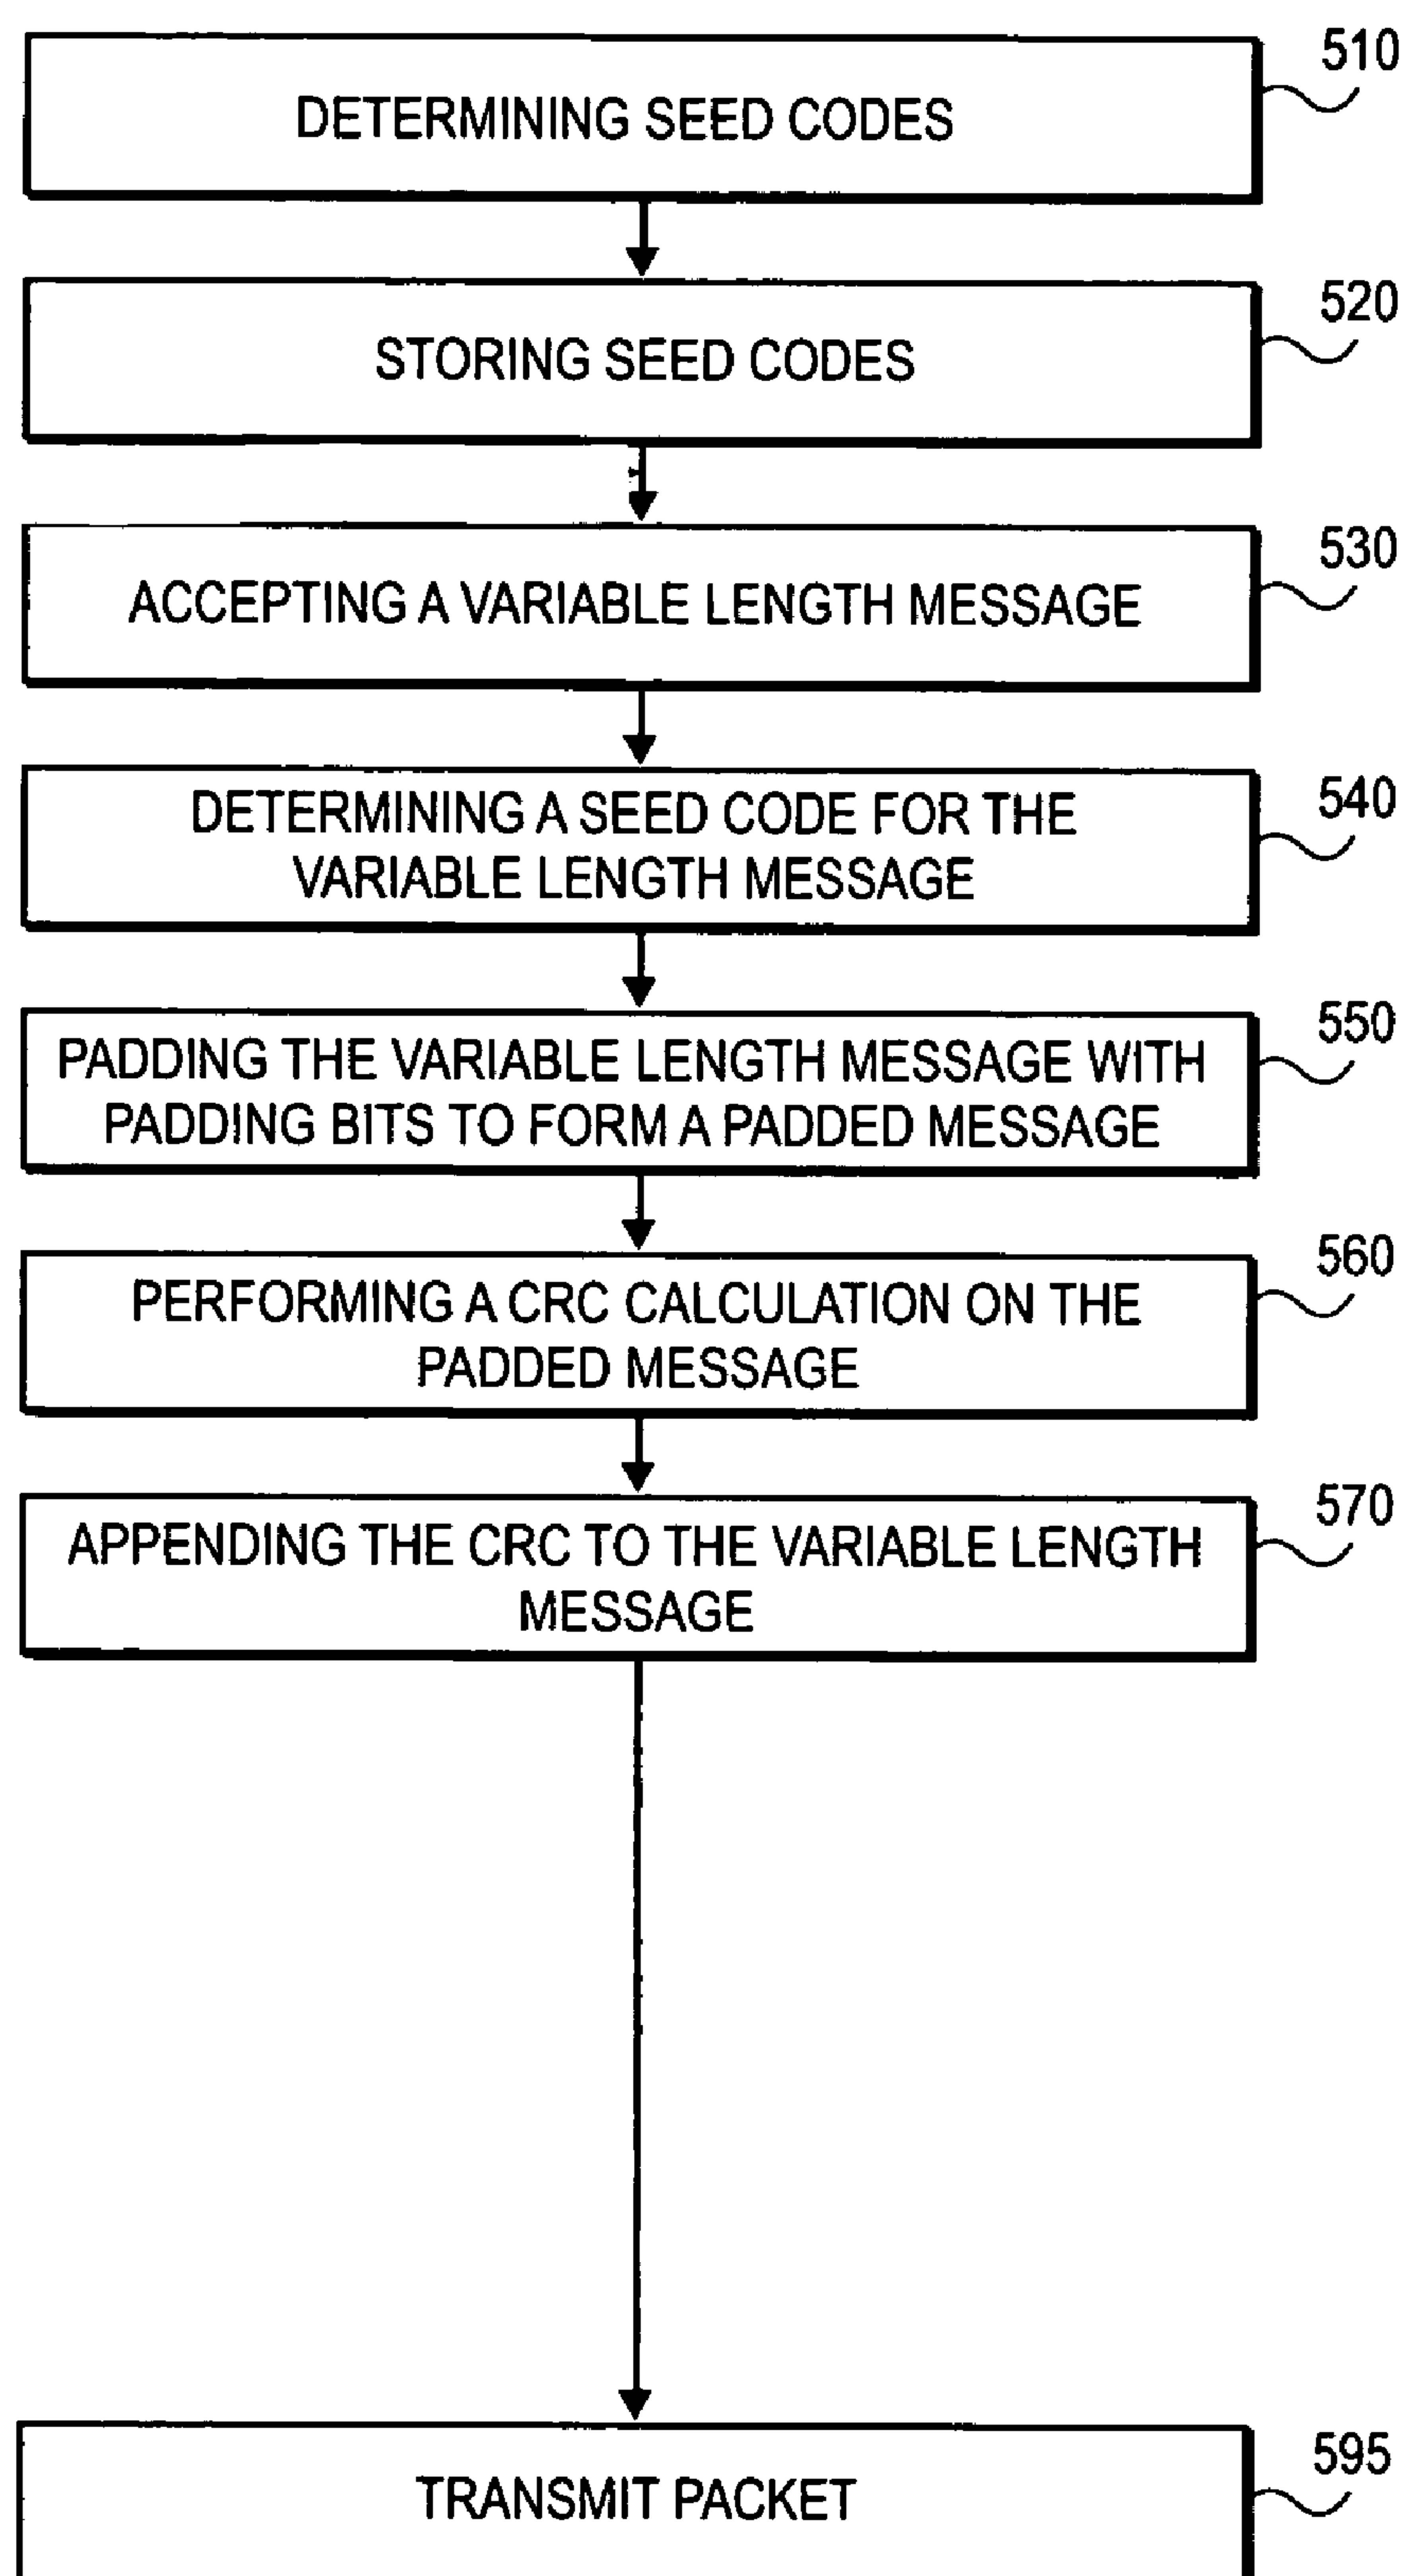 510
DETERMINING SEED CODES
520
STORING SEED CODES
530
ACCEPTING A VARIABLE LENGTH MESSAGE
540
DETERMINING A SEED CODE FOR THE
VARIABLE LENGTH MESSAGE
550
PADDING THE VARIABLE LENGTH MESSAGE WITH
PADDING BITS TO FORM A PADDED MESSAGE
560
PERFORMING A CRC CALCULATION ON THE
PADDED MESSAGE
570
APPENDING THE CRC TO THE VARIABLE LENGTH
MESSAGE
595
TRANSMIT PACKET